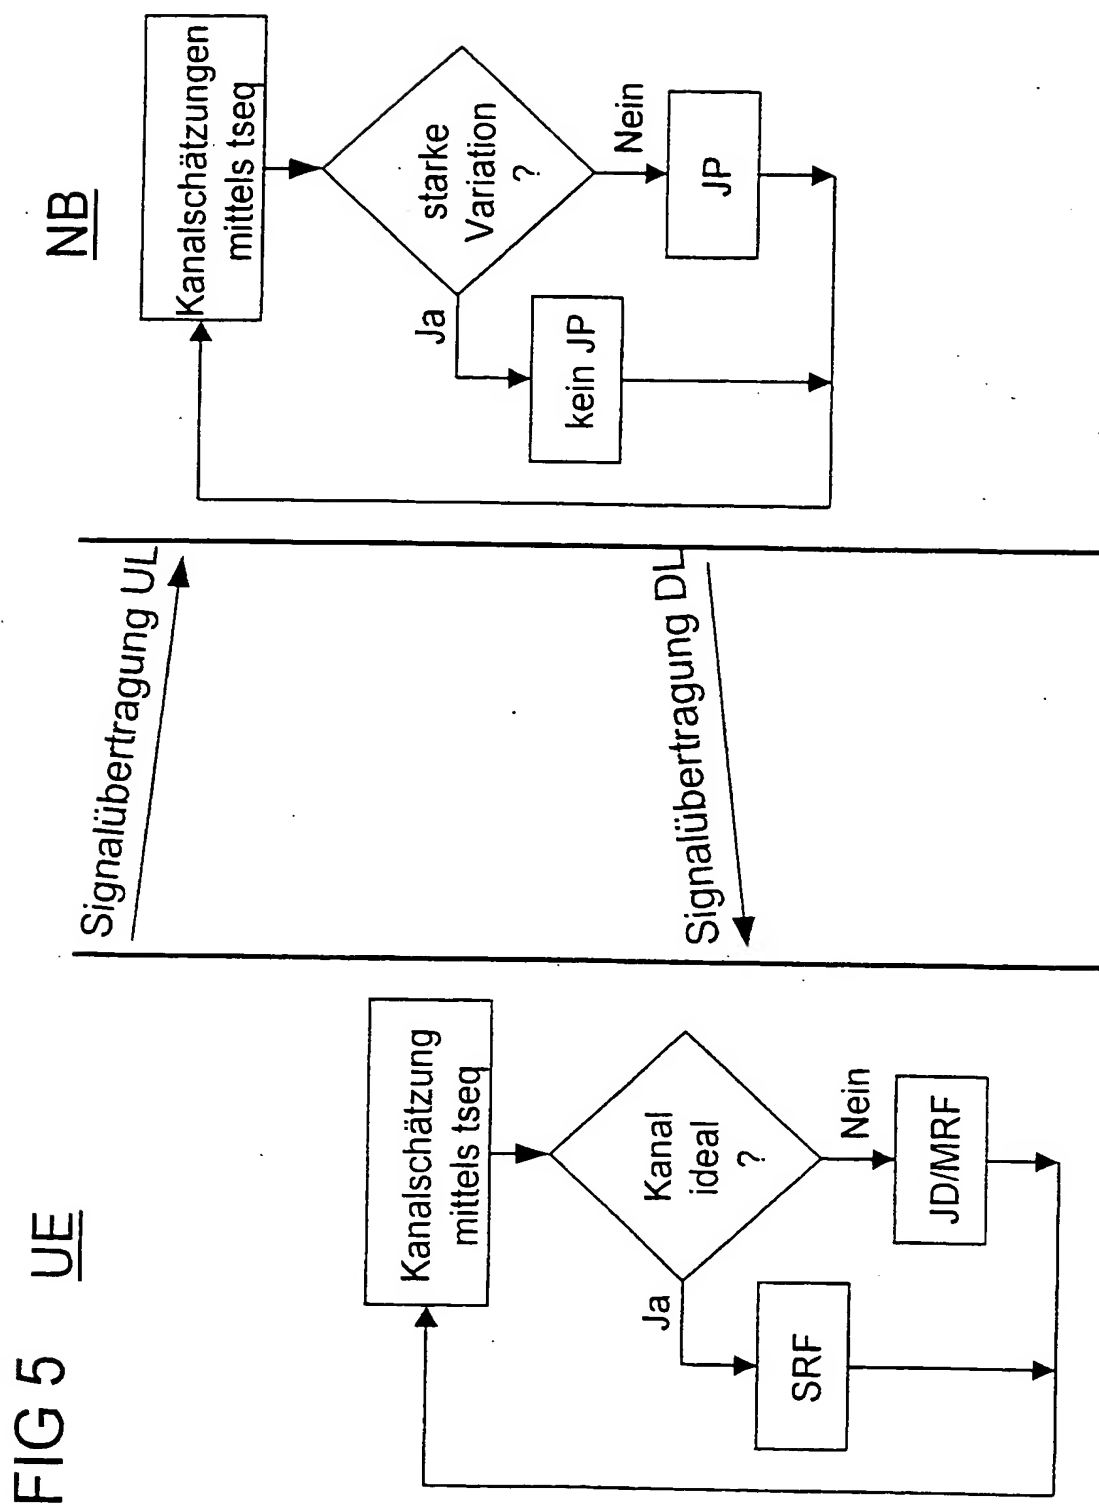 FIG 5
UE
Kanalschätzung
mittels tseq
Kanal
ideal
?
Ja
Nein
SRF
JD/MRF
Signalübertragung UL
Signalübertragung DL
NB
Kanalschätzungen
mittels tseq
starke
Variation
?
Ja
Nein
kein JP
JP